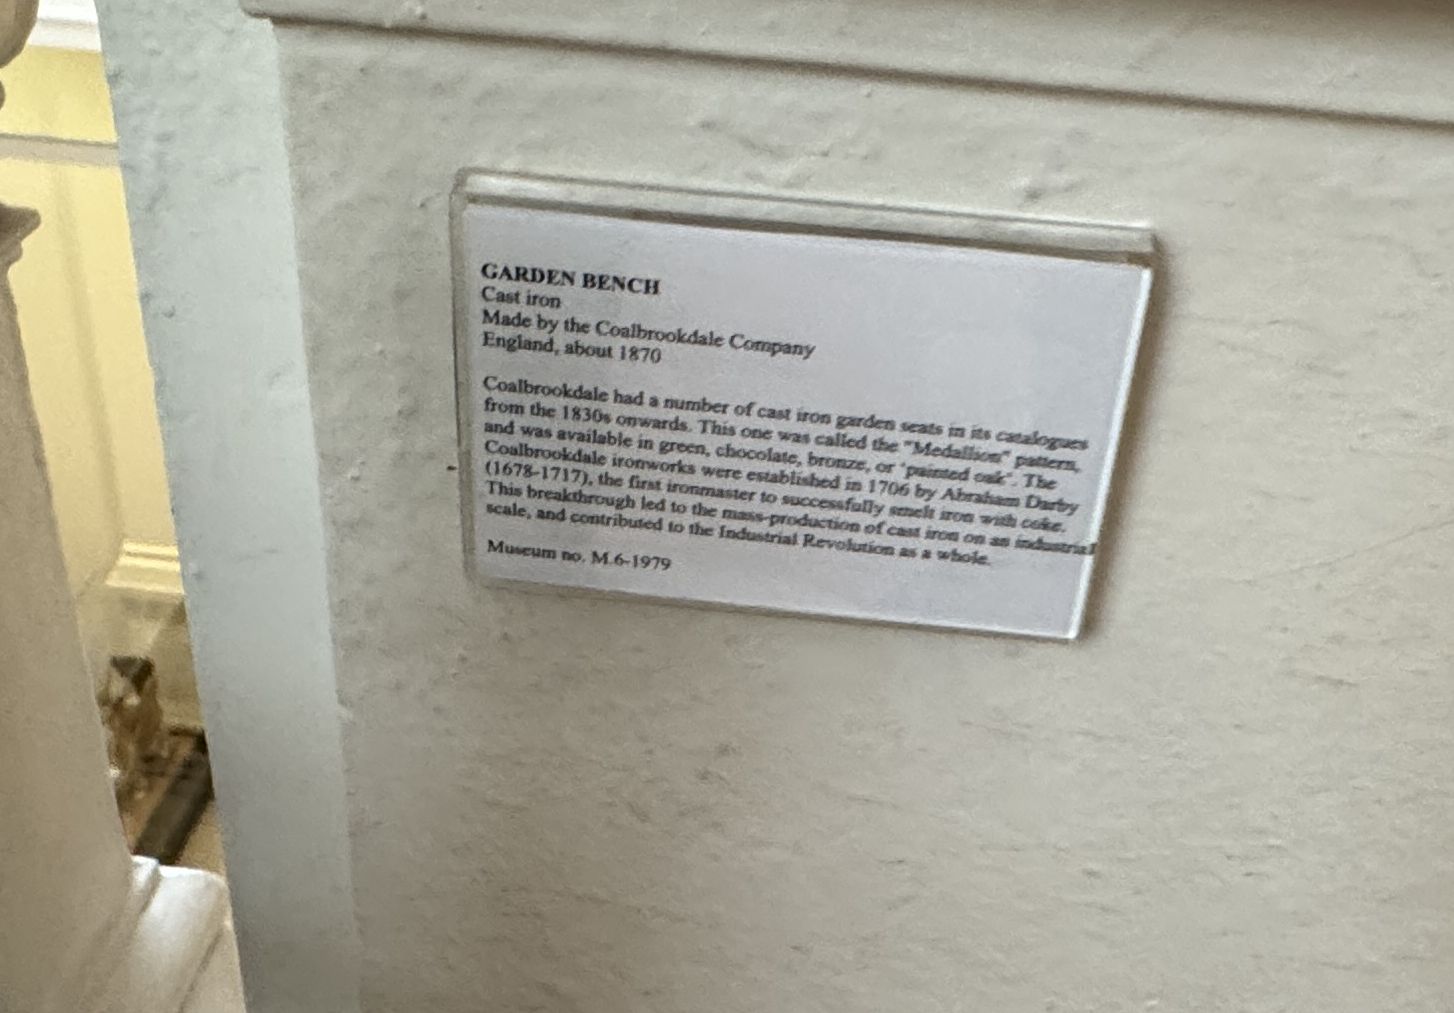 GARDEN BENCH
Cast iron
Made by the Coalbrookdale Company
England, about 1870
Coalbrookdale had a number of cast iron garden seats in its catalogues
from the 1830s onwards. This one was called the "Medallion" pattern,
and was available in green, chocolate, bronze, or 'painted oak'. The
Coalbrookdale ironworks were established in 1706 by Abraham Darby
(1678-1717), the first ironmaster to successfully smelt iron with coke.
This breakthrough led to the mass-production of cast iron on an industrial
scale, and contributed to the Industrial Revolution as a whole.
Museum no. M.6-1979